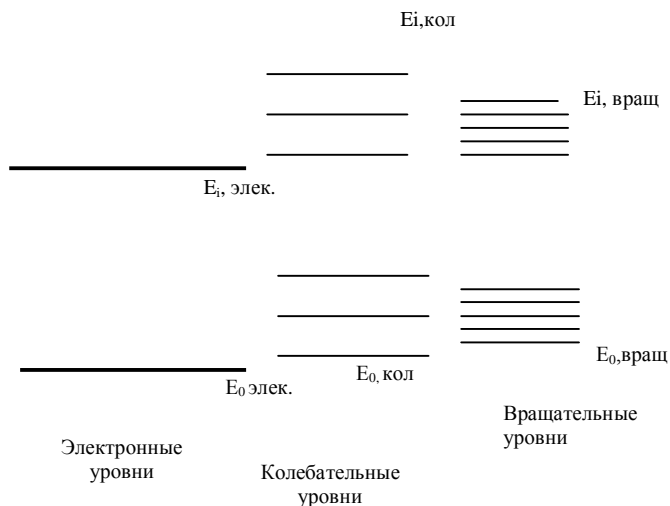 Ei,кол
Ei, вращ
Ei, элек.
E0,вращ
E0, кол
E0 элек.
Вращательные
уровни
Электронные
уровни
Колебательные
уровни